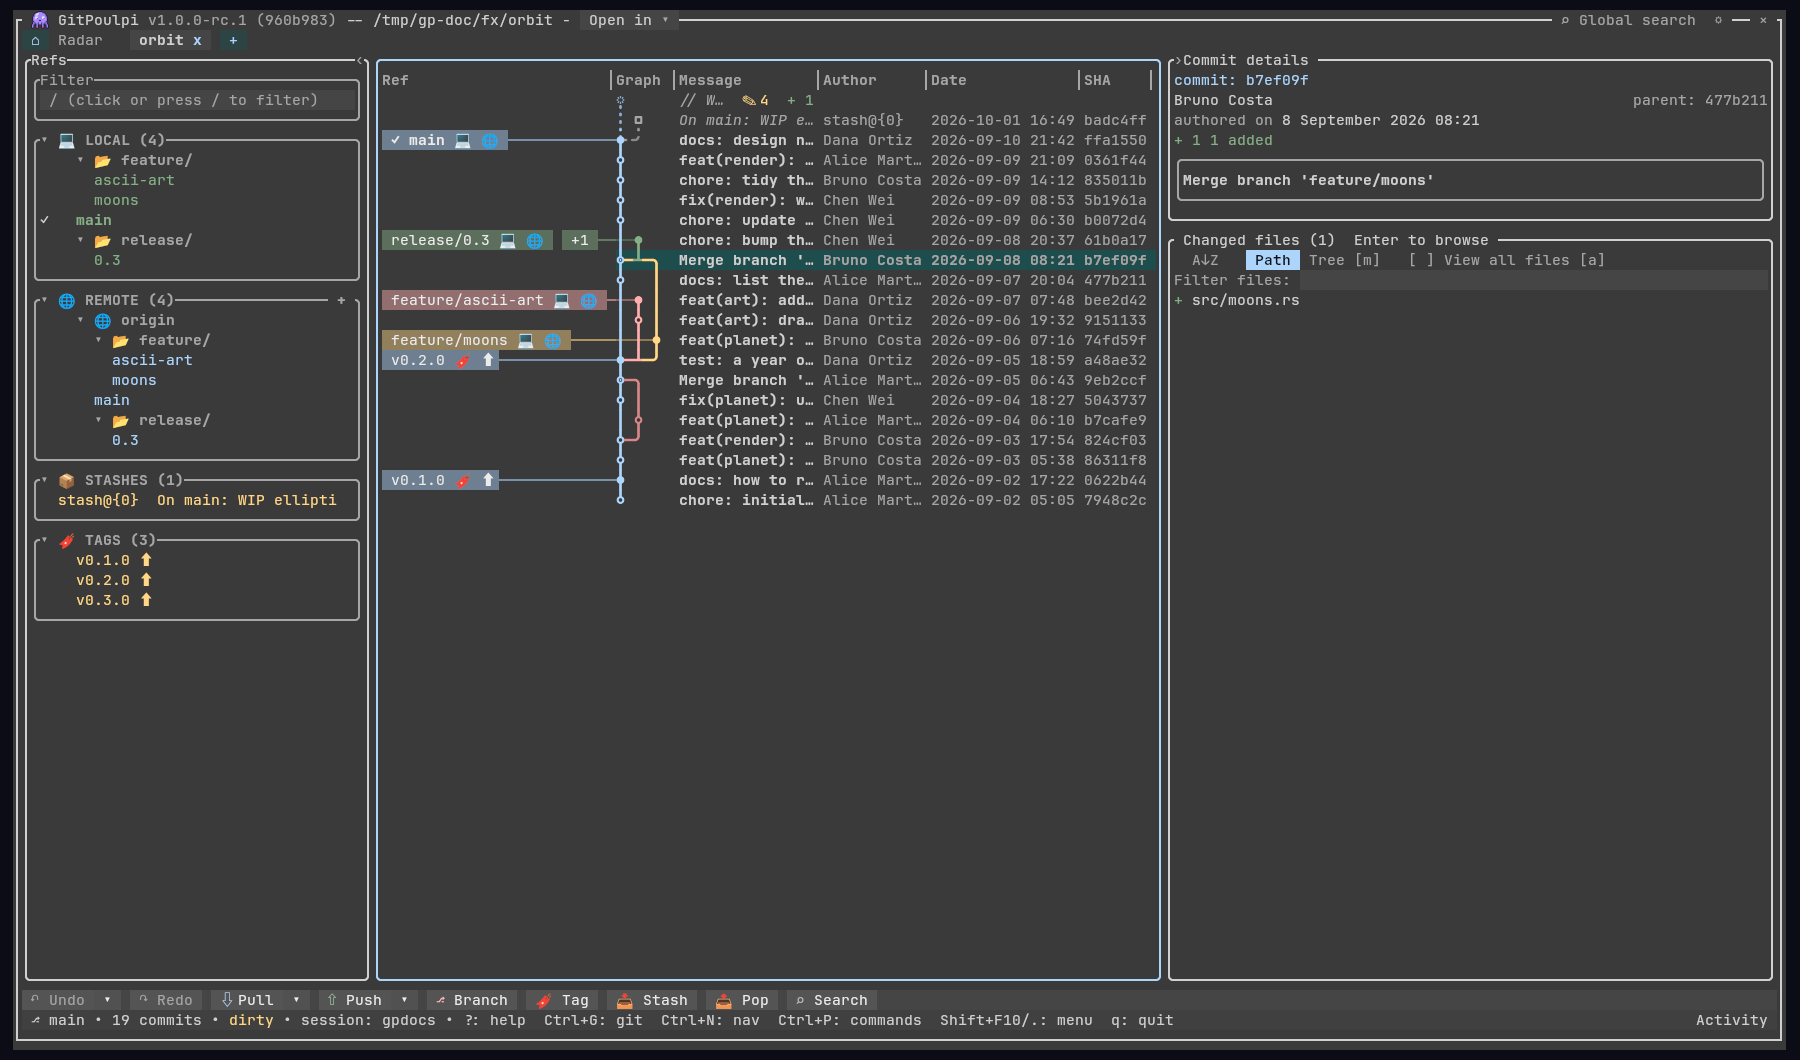 GitPoulpi v1.0.0-rc.1 (960b983) —— /tmp/gp-doc/fx/orbit - Open in ▾ ⌕ Global search ⚙ — ×
⌂ Radar orbit x +
Refs ‹
Filter
/ (click or press / to filter)
▾ 💻 LOCAL (4)
▾ 📂 feature/
ascii-art
moons
✓ main
▾ 📂 release/
0.3
▾ 🌐 REMOTE (4) +
▾ 🌐 origin
▾ 📂 feature/
ascii-art
moons
main
▾ 📂 release/
0.3
▾ 📦 STASHES (1)
stash@{0} On main: WIP ellipti
▾ TAGS (3)
v0.1.0 ⬆
v0.2.0 ⬆
v0.3.0 ⬆
Ref Graph Message Author Date SHA
// W… ✎4 + 1
On main: WIP e… stash@{0} 2026-10-01 16:49 badc4ff
✓ main docs: design n… Dana Ortiz 2026-09-10 21:42 ffa1550
feat(render): … Alice Mart… 2026-09-09 21:09 0361f44
chore: tidy th… Bruno Costa 2026-09-09 14:12 835011b
fix(render): w… Chen Wei 2026-09-09 08:53 5b1961a
chore: update … Chen Wei 2026-09-09 06:30 b0072d4
release/0.3 +1 chore: bump th… Chen Wei 2026-09-08 20:37 61b0a17
Merge branch '… Bruno Costa 2026-09-08 08:21 b7ef09f
docs: list the… Alice Mart… 2026-09-07 20:04 477b211
feature/ascii-art feat(art): add… Dana Ortiz 2026-09-07 07:48 bee2d42
feat(art): dra… Dana Ortiz 2026-09-06 19:32 9151133
feature/moons feat(planet): … Bruno Costa 2026-09-06 07:16 74fd59f
v0.2.0 ⬆ test: a year o… Dana Ortiz 2026-09-05 18:59 a48ae32
Merge branch '… Alice Mart… 2026-09-05 06:43 9eb2ccf
fix(planet): u… Chen Wei 2026-09-04 18:27 5043737
feat(planet): … Alice Mart… 2026-09-04 06:10 b7cafe9
feat(render): … Bruno Costa 2026-09-03 17:54 824cf03
feat(planet): … Bruno Costa 2026-09-03 05:38 86311f8
v0.1.0 ⬆ docs: how to r… Alice Mart… 2026-09-02 17:22 0622b44
chore: initial… Alice Mart… 2026-09-02 05:05 7948c2c
› Commit details
commit: b7ef09f
Bruno Costa parent: 477b211
authored on 8 September 2026 08:21
+ 1 1 added
Merge branch 'feature/moons'
Changed files (1) Enter to browse
A↓Z Path Tree [m] [ ] View all files [a]
Filter files:
+ src/moons.rs
↶ Undo ▾ ↷ Redo ⇩Pull ▾ ⇧ Push ▾ ⎇ Branch Tag Stash Pop ⌕ Search
⎇ main • 19 commits • dirty • session: gpdocs • ?: help Ctrl+G: git Ctrl+N: nav Ctrl+P: commands Shift+F10/.: menu q: quit Activity